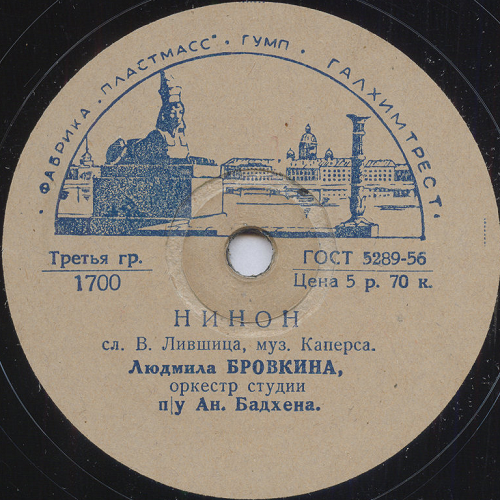 ФАБРИКА „ПЛАСТМАСС" · ГУМП · ГАЛХИМТРЕСТ
Третья гр.
1700
ГОСТ 5289-56
Цена 5 р. 70 к.
НИНОН
сл. В. Лившица, муз. Каперса.
Людмила БРОВКИНА,
оркестр студии
п/у Ан. Бадхена.